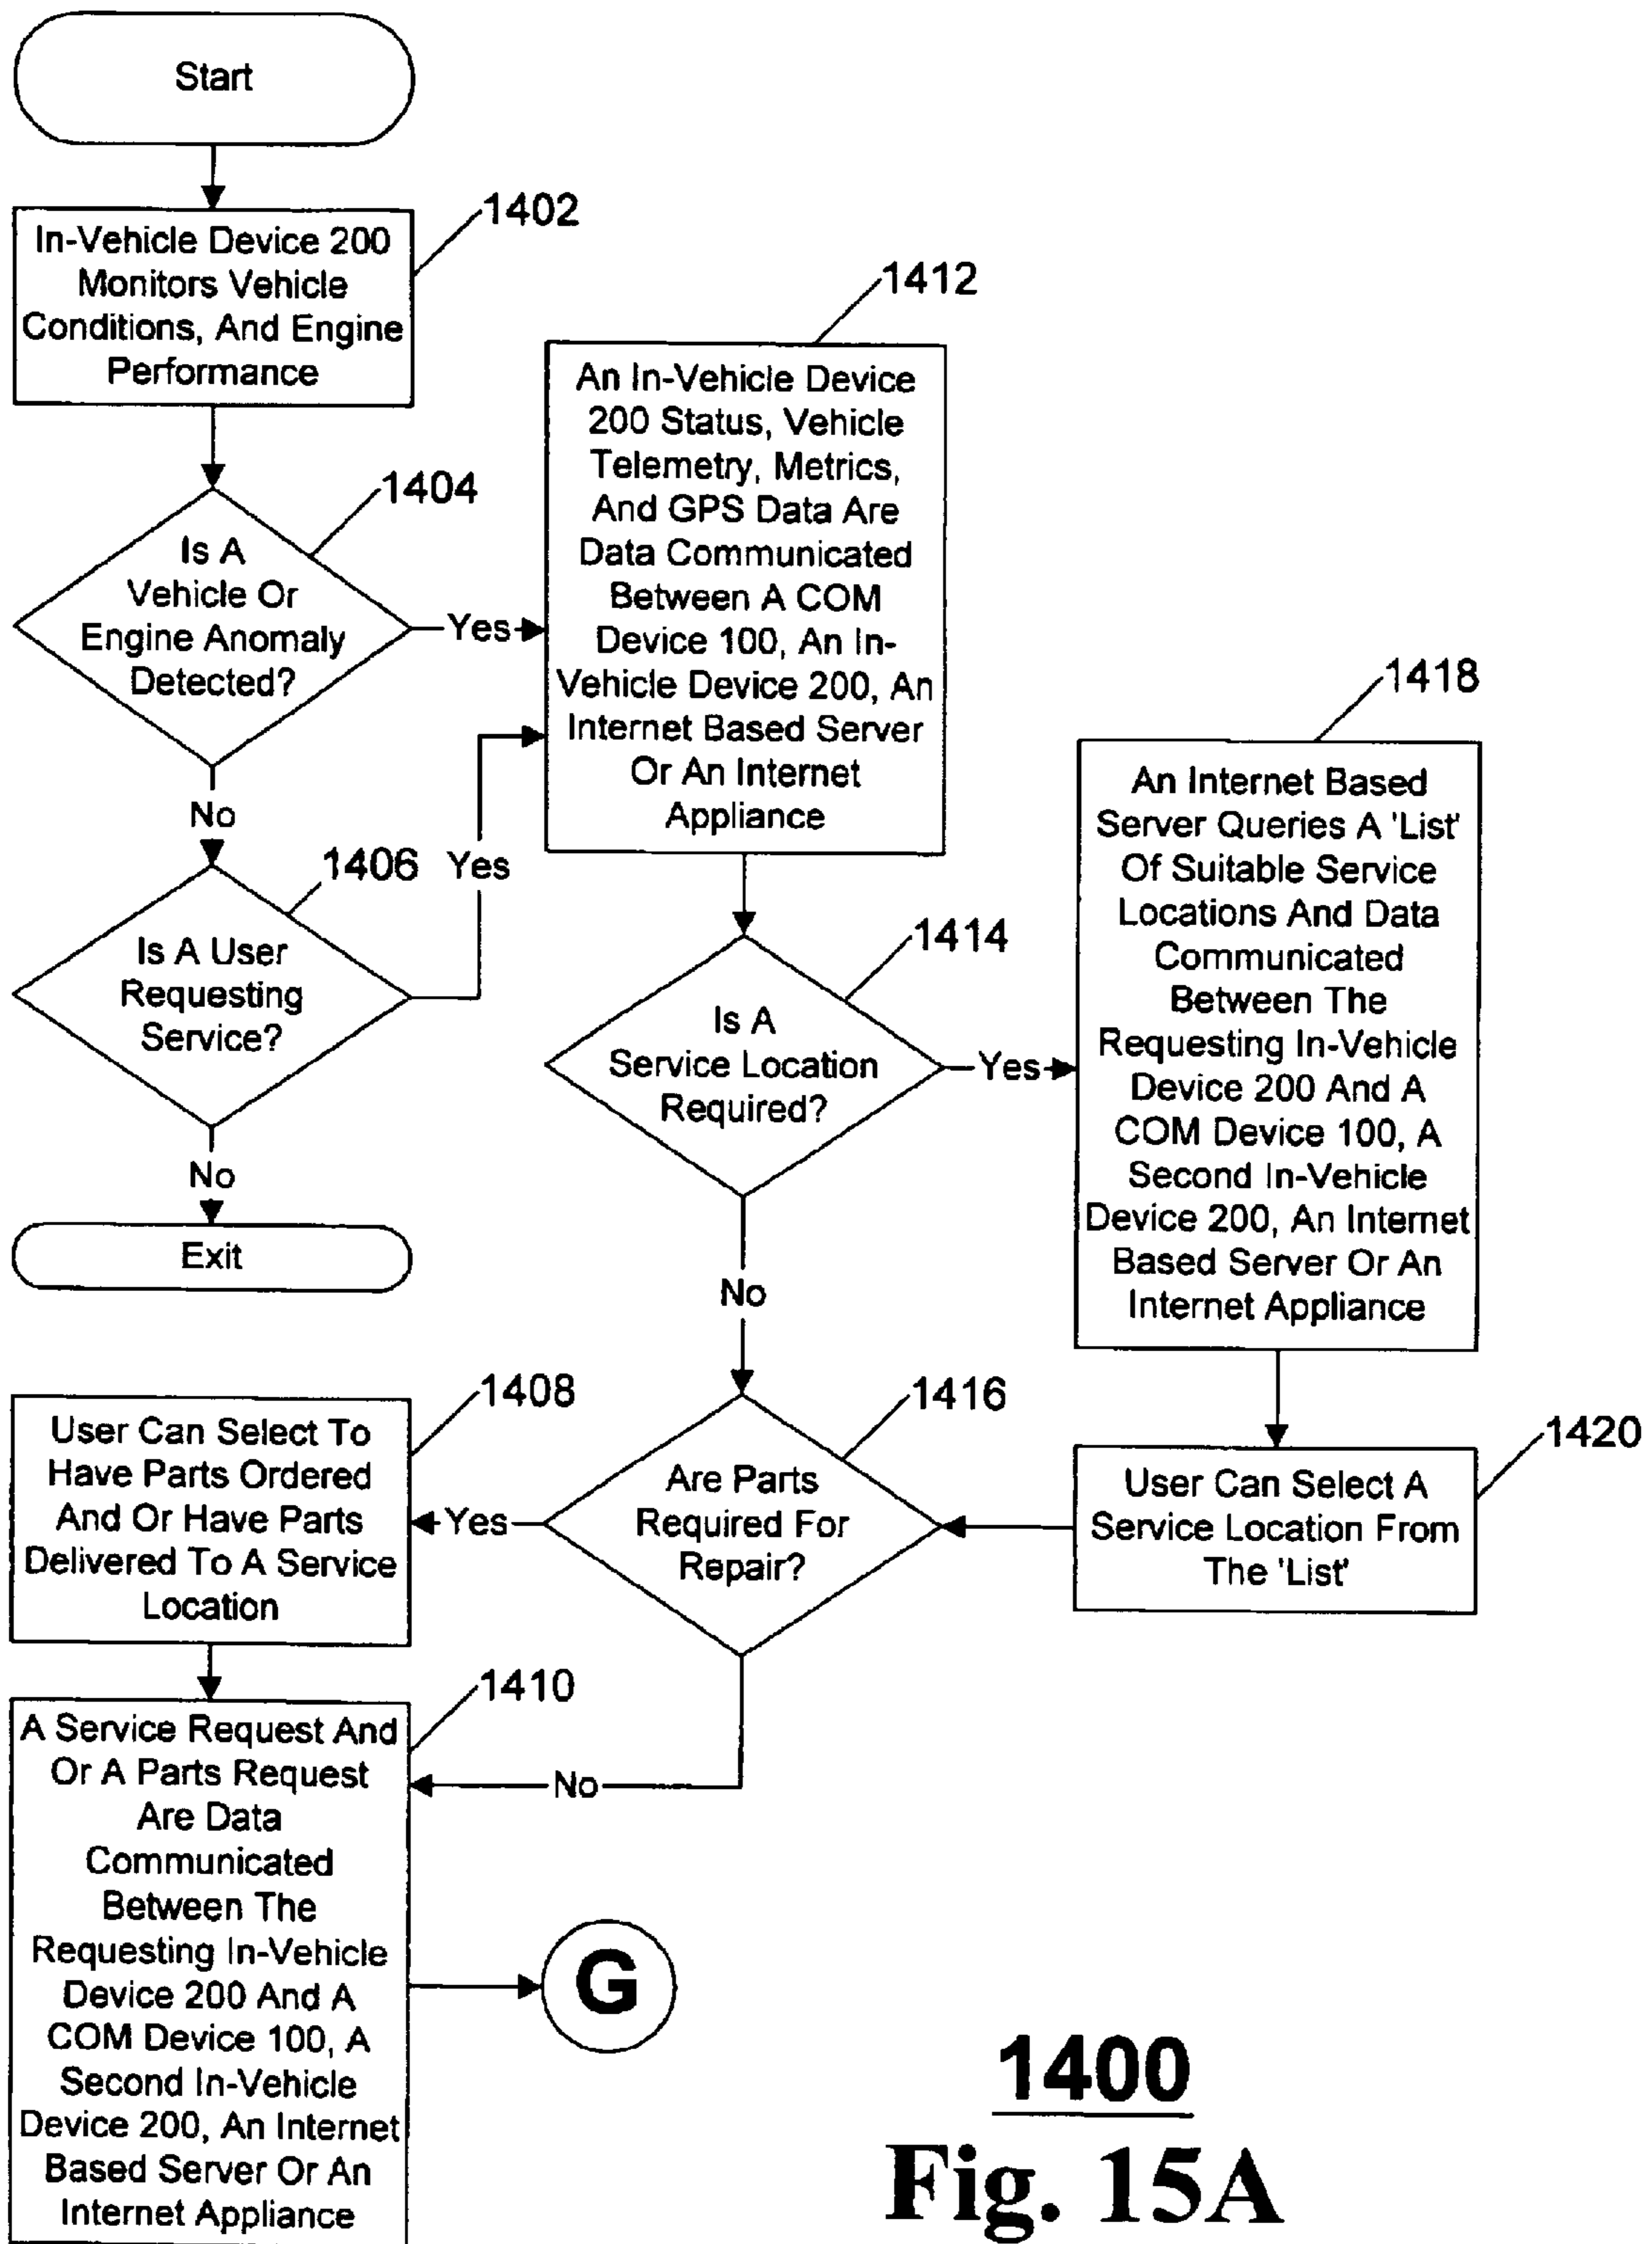 Start
1402
In-Vehicle Device 200
Monitors Vehicle
Conditions, And Engine
Performance
1404
Is A
Vehicle Or
Engine Anomaly
Detected?
Yes
No
1406
Is A User
Requesting
Service?
Yes
No
Exit
1412
An In-Vehicle Device
200 Status, Vehicle
Telemetry, Metrics,
And GPS Data Are
Data Communicated
Between A COM
Device 100, An In-
Vehicle Device 200, An
Internet Based Server
Or An Internet
Appliance
1414
Is A
Service Location
Required?
Yes
No
1418
An Internet Based
Server Queries A 'List'
Of Suitable Service
Locations And Data
Communicated
Between The
Requesting In-Vehicle
Device 200 And A
COM Device 100, A
Second In-Vehicle
Device 200, An Internet
Based Server Or An
Internet Appliance
1420
User Can Select A
Service Location From
The 'List'
1416
Are Parts
Required For
Repair?
Yes
No
1408
User Can Select To
Have Parts Ordered
And Or Have Parts
Delivered To A Service
Location
1410
A Service Request And
Or A Parts Request
Are Data
Communicated
Between The
Requesting In-Vehicle
Device 200 And A
COM Device 100, A
Second In-Vehicle
Device 200, An Internet
Based Server Or An
Internet Appliance
G
1400
Fig. 15A